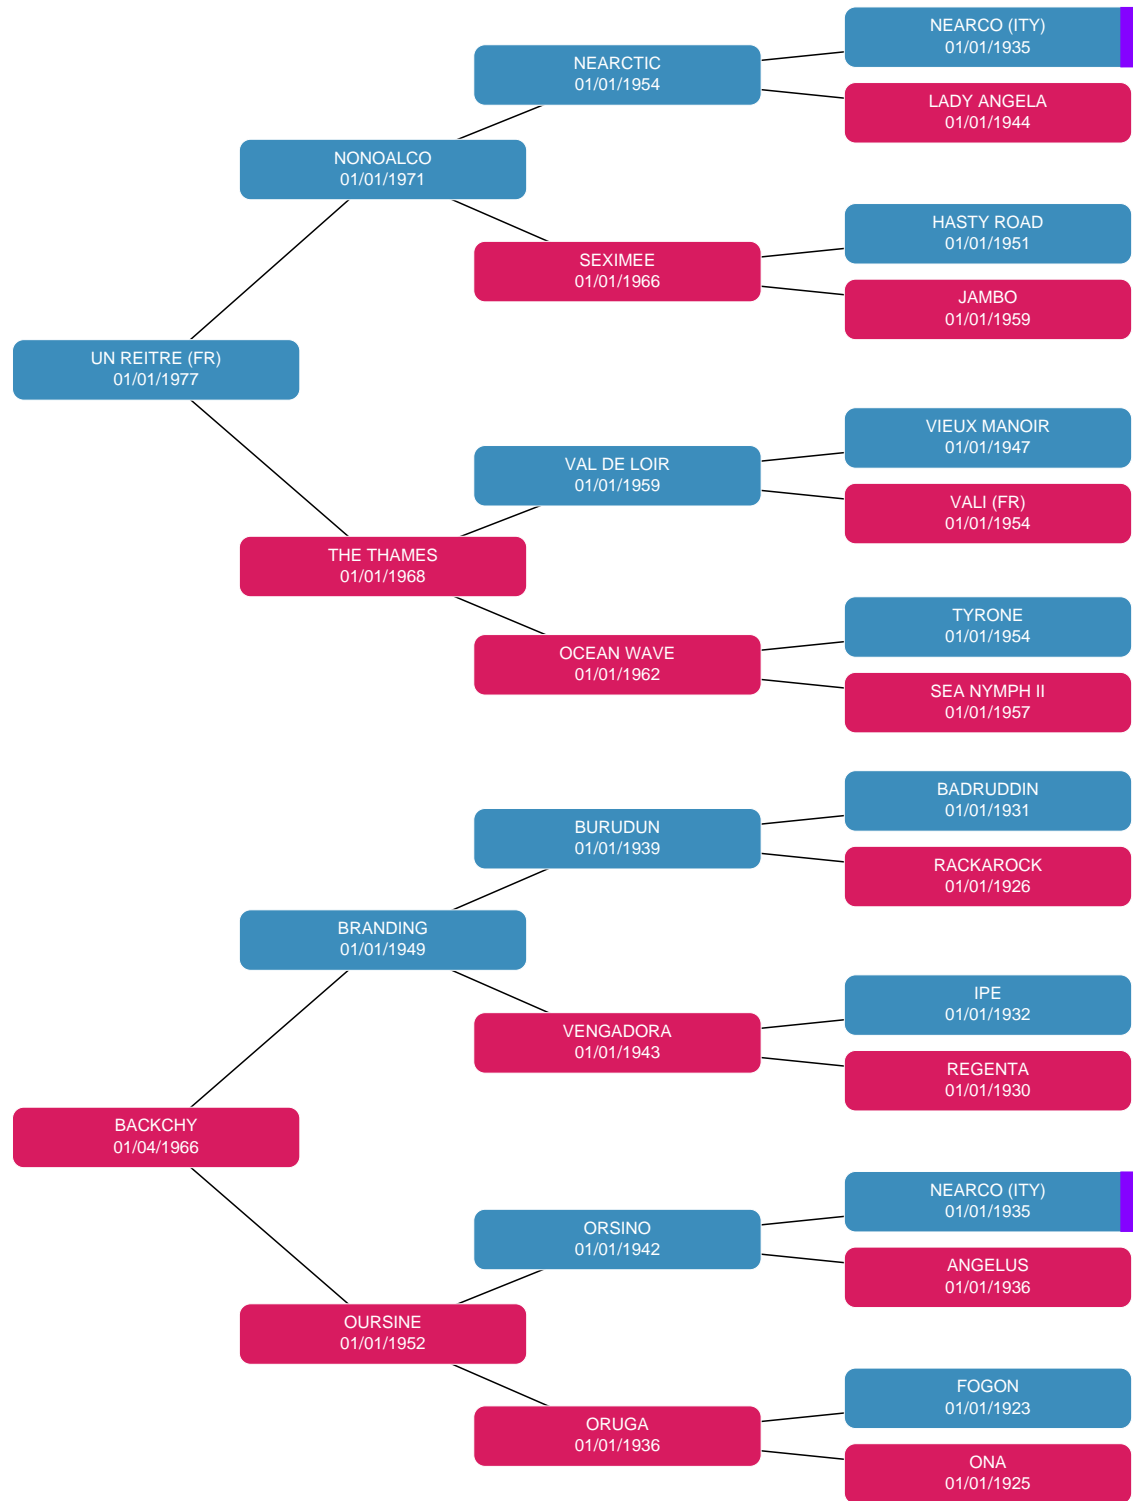 NEARCO (ITY)
01/01/1935
NEARCTIC
01/01/1954
LADY ANGELA
01/01/1944
NONOALCO
01/01/1971
HASTY ROAD
01/01/1951
SEXIMEE
01/01/1966
JAMBO
01/01/1959
UN REITRE (FR)
01/01/1977
VIEUX MANOIR
01/01/1947
VAL DE LOIR
01/01/1959
VALI (FR)
01/01/1954
THE THAMES
01/01/1968
TYRONE
01/01/1954
OCEAN WAVE
01/01/1962
SEA NYMPH II
01/01/1957
BADRUDDIN
01/01/1931
BURUDUN
01/01/1939
RACKAROCK
01/01/1926
BRANDING
01/01/1949
IPE
01/01/1932
VENGADORA
01/01/1943
REGENTA
01/01/1930
BACKCHY
01/04/1966
NEARCO (ITY)
01/01/1935
ORSINO
01/01/1942
ANGELUS
01/01/1936
OURSINE
01/01/1952
FOGON
01/01/1923
ORUGA
01/01/1936
ONA
01/01/1925